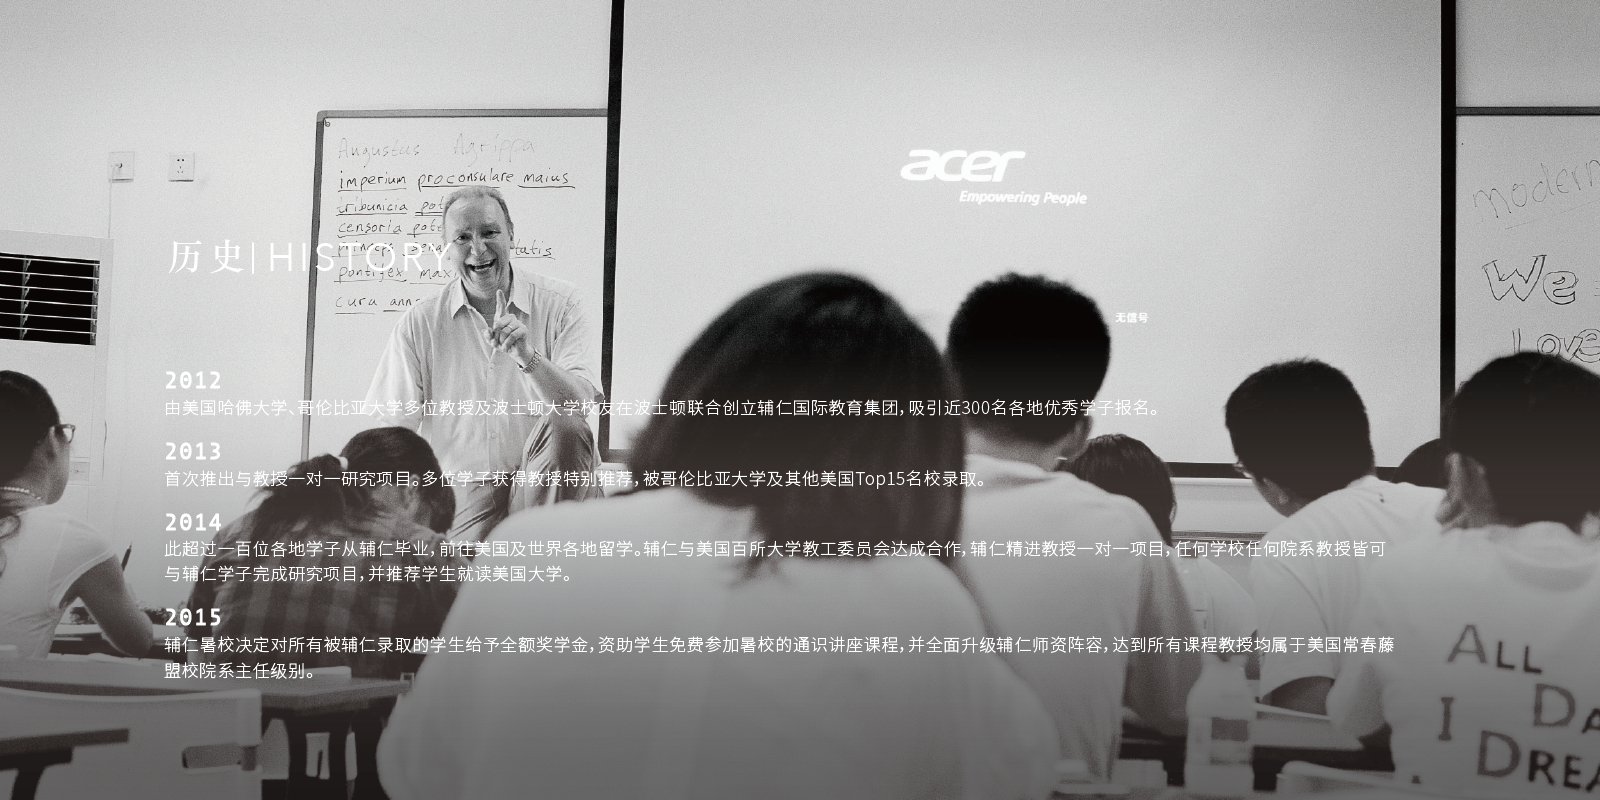 Augustus Agrippa
imperium proconsulare maius
tribunicia
censoria
tatis
pontifex
cura
acer
Empowering People
无信号
modern
We
Love
历史|HISTORY
2012
由美国哈佛大学、哥伦比亚大学多位教授及波士顿大学校友在波士顿联合创立辅仁国际教育集团，吸引近300名各地优秀学子报名。
2013
首次推出与教授一对一研究项目。多位学子获得教授特别推荐，被哥伦比亚大学及其他美国Top15名校录取。
2014
此超过一百位各地学子从辅仁毕业，前往美国及世界各地留学。辅仁与美国百所大学教工委员会达成合作，辅仁精进教授一对一项目，任何学校任何院系教授皆可
与辅仁学子完成研究项目，并推荐学生就读美国大学。
2015
辅仁暑校决定对所有被辅仁录取的学生给予全额奖学金，资助学生免费参加暑校的通识讲座课程，并全面升级辅仁师资阵容，达到所有课程教授均属于美国常春藤
盟校院系主任级别。
ALL
I